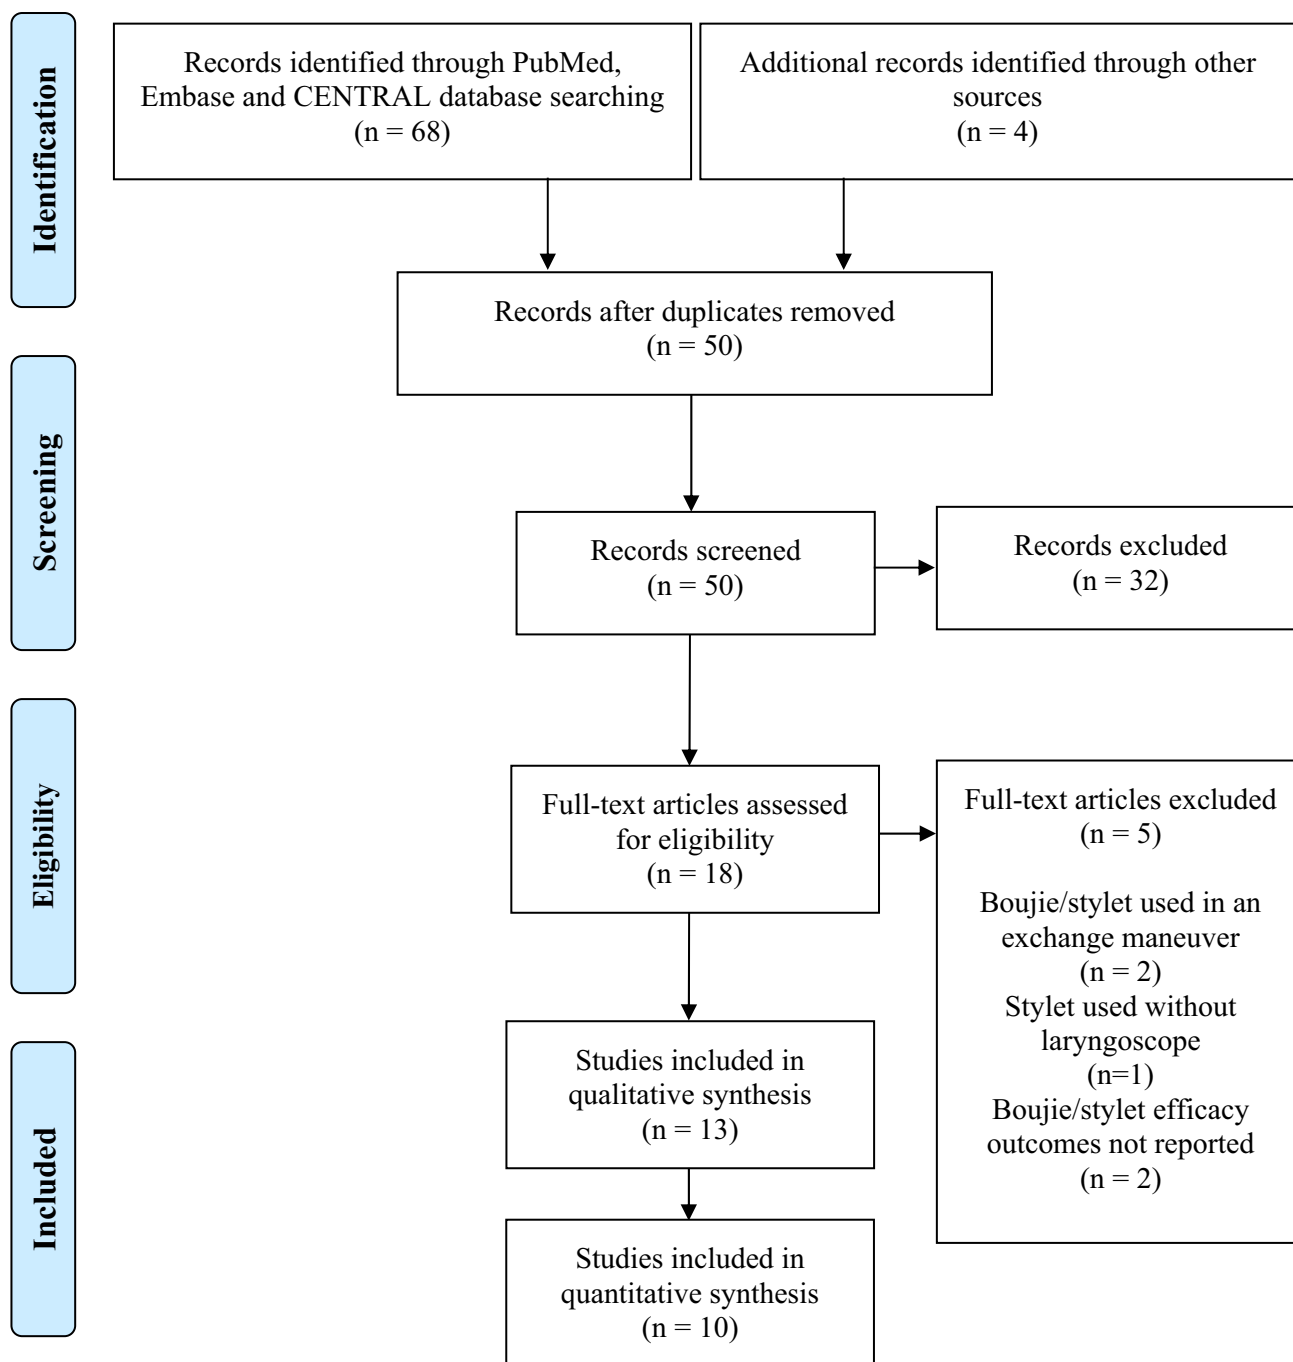 Identification
Records identified through PubMed,
Embase and CENTRAL database searching
(n = 68)
Additional records identified through other
sources
(n = 4)
Records after duplicates removed
(n = 50)
Screening
Records screened
(n = 50)
Records excluded
(n = 32)
Eligibility
Full-text articles assessed
for eligibility
(n = 18)
Full-text articles excluded
(n = 5)
Boujie/stylet used in an
exchange maneuver
(n = 2)
Stylet used without
laryngoscope
(n=1)
Boujie/stylet efficacy
outcomes not reported
(n = 2)
Included
Studies included in
qualitative synthesis
(n = 13)
Studies included in
quantitative synthesis
(n = 10)